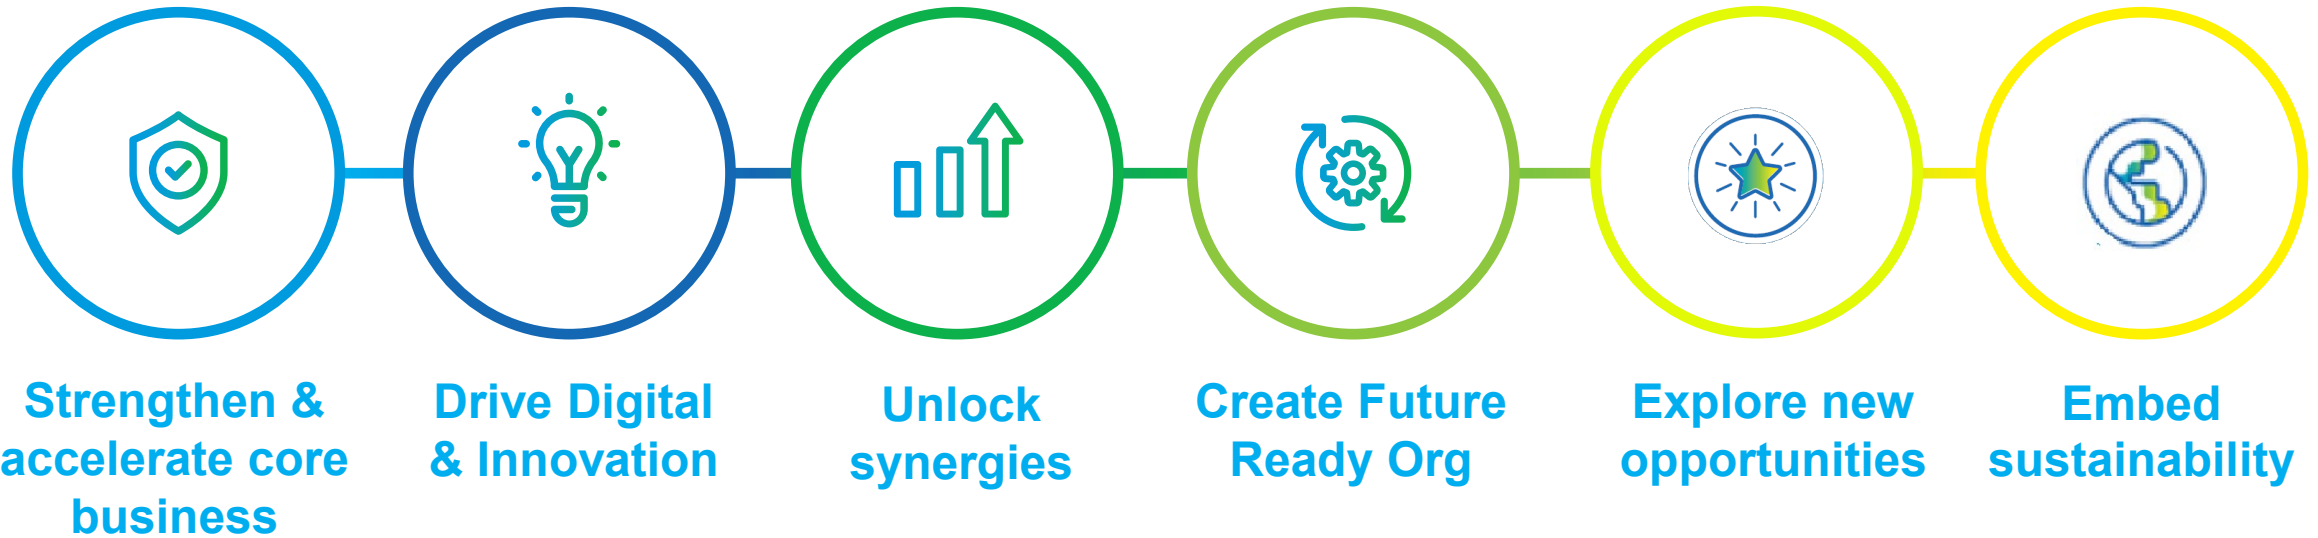 Strengthen &
accelerate core
business
Drive Digital
& Innovation
Unlock
synergies
Create Future
Ready Org
Explore new
opportunities
Embed
sustainability